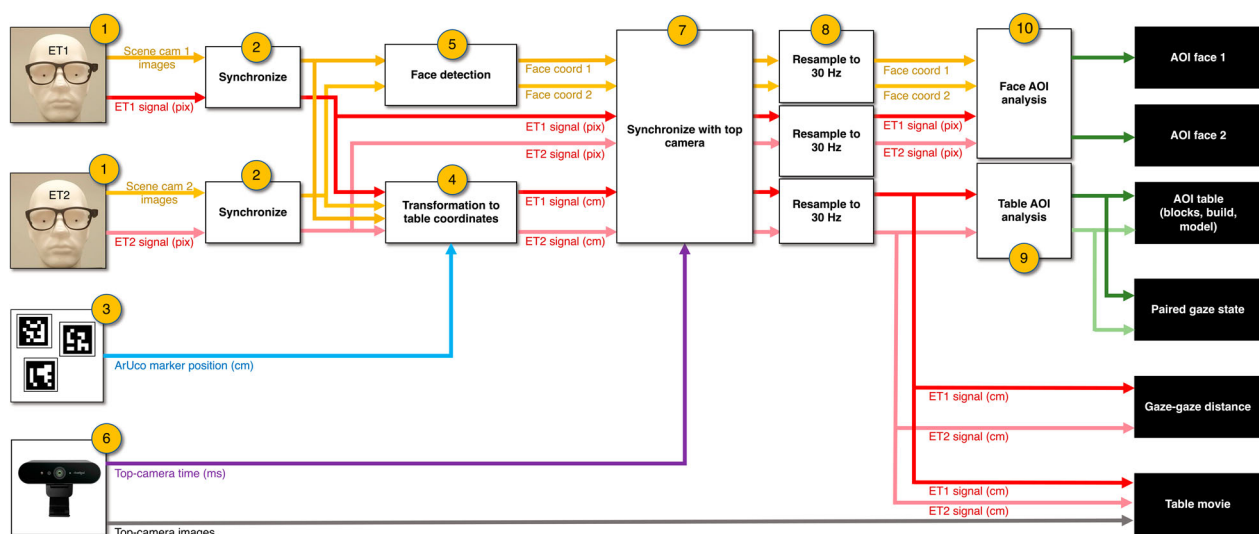 1
ET1
Scene cam 1
images
ET1 signal (pix)
2
Synchronize
1
ET2
Scene cam 2
images
ET2 signal (pix)
2
Synchronize
3
ArUco marker position (cm)
6
Top-camera time (ms)
Top-camera images
5
Face detection
Face coord 1
Face coord 2
ET1 signal (pix)
ET2 signal (pix)
4
Transformation to
table coordinates
ET1 signal (cm)
ET2 signal (cm)
7
Synchronize with top
camera
8
Resample to
30 Hz
Resample to
30 Hz
Resample to
30 Hz
Face coord 1
Face coord 2
ET1 signal (pix)
ET2 signal (pix)
10
Face AOI
analysis
Table AOI
analysis
9
ET1 signal (cm)
ET2 signal (cm)
ET1 signal (cm)
ET2 signal (cm)
AOI face 1
AOI face 2
AOI table
(blocks, build,
model)
Paired gaze state
Gaze-gaze distance
Table movie